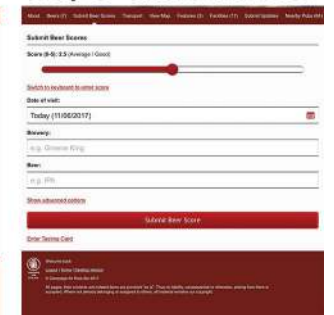 About Beers (7) Submit Beer Scores Transport View Map Features (3) Facilities (11) Submit Updates Nearby Pubs
Submit Beer Scores
Score (0-5): 2.5 (Average / Good)
Switch to keyboard to enter score
Date of visit:
Today (11/06/2017)
Brewery:
e.g. Greene King
Beer:
e.g. IPA
Show advanced options
Submit Beer Score
Enter Tasting Card